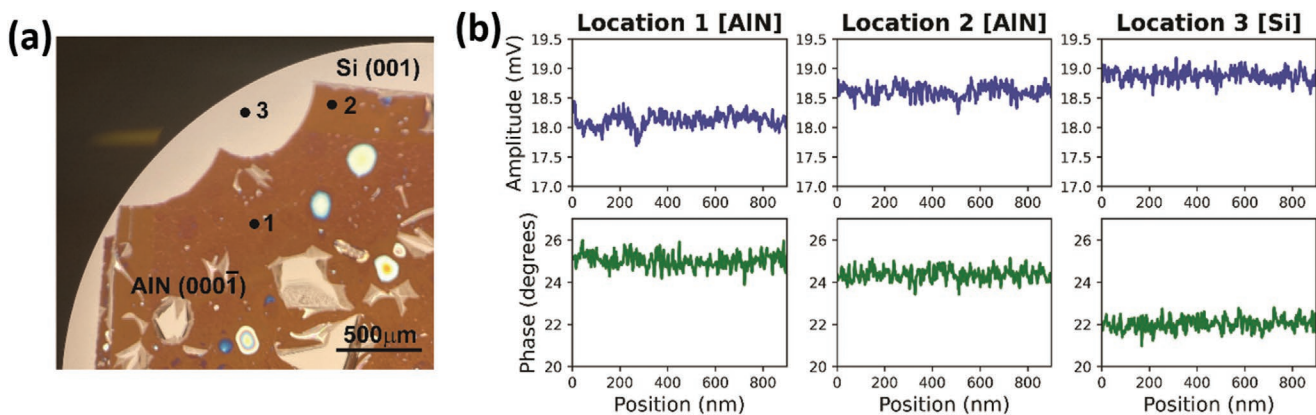 (a)
Si (001)
3
2
1
AlN (0001̄)
500μm
(b)
Location 1 [AlN]
Location 2 [AlN]
Location 3 [Si]
Amplitude (mV)
19.5
19.0
18.5
18.0
17.5
17.0
0 200 400 600 800
19.5
19.0
18.5
18.0
17.5
17.0
0 200 400 600 800
19.5
19.0
18.5
18.0
17.5
17.0
0 200 400 600 800
Phase (degrees)
26
24
22
20
0 200 400 600 800
Position (nm)
26
24
22
20
0 200 400 600 800
Position (nm)
26
24
22
20
0 200 400 600 800
Position (nm)